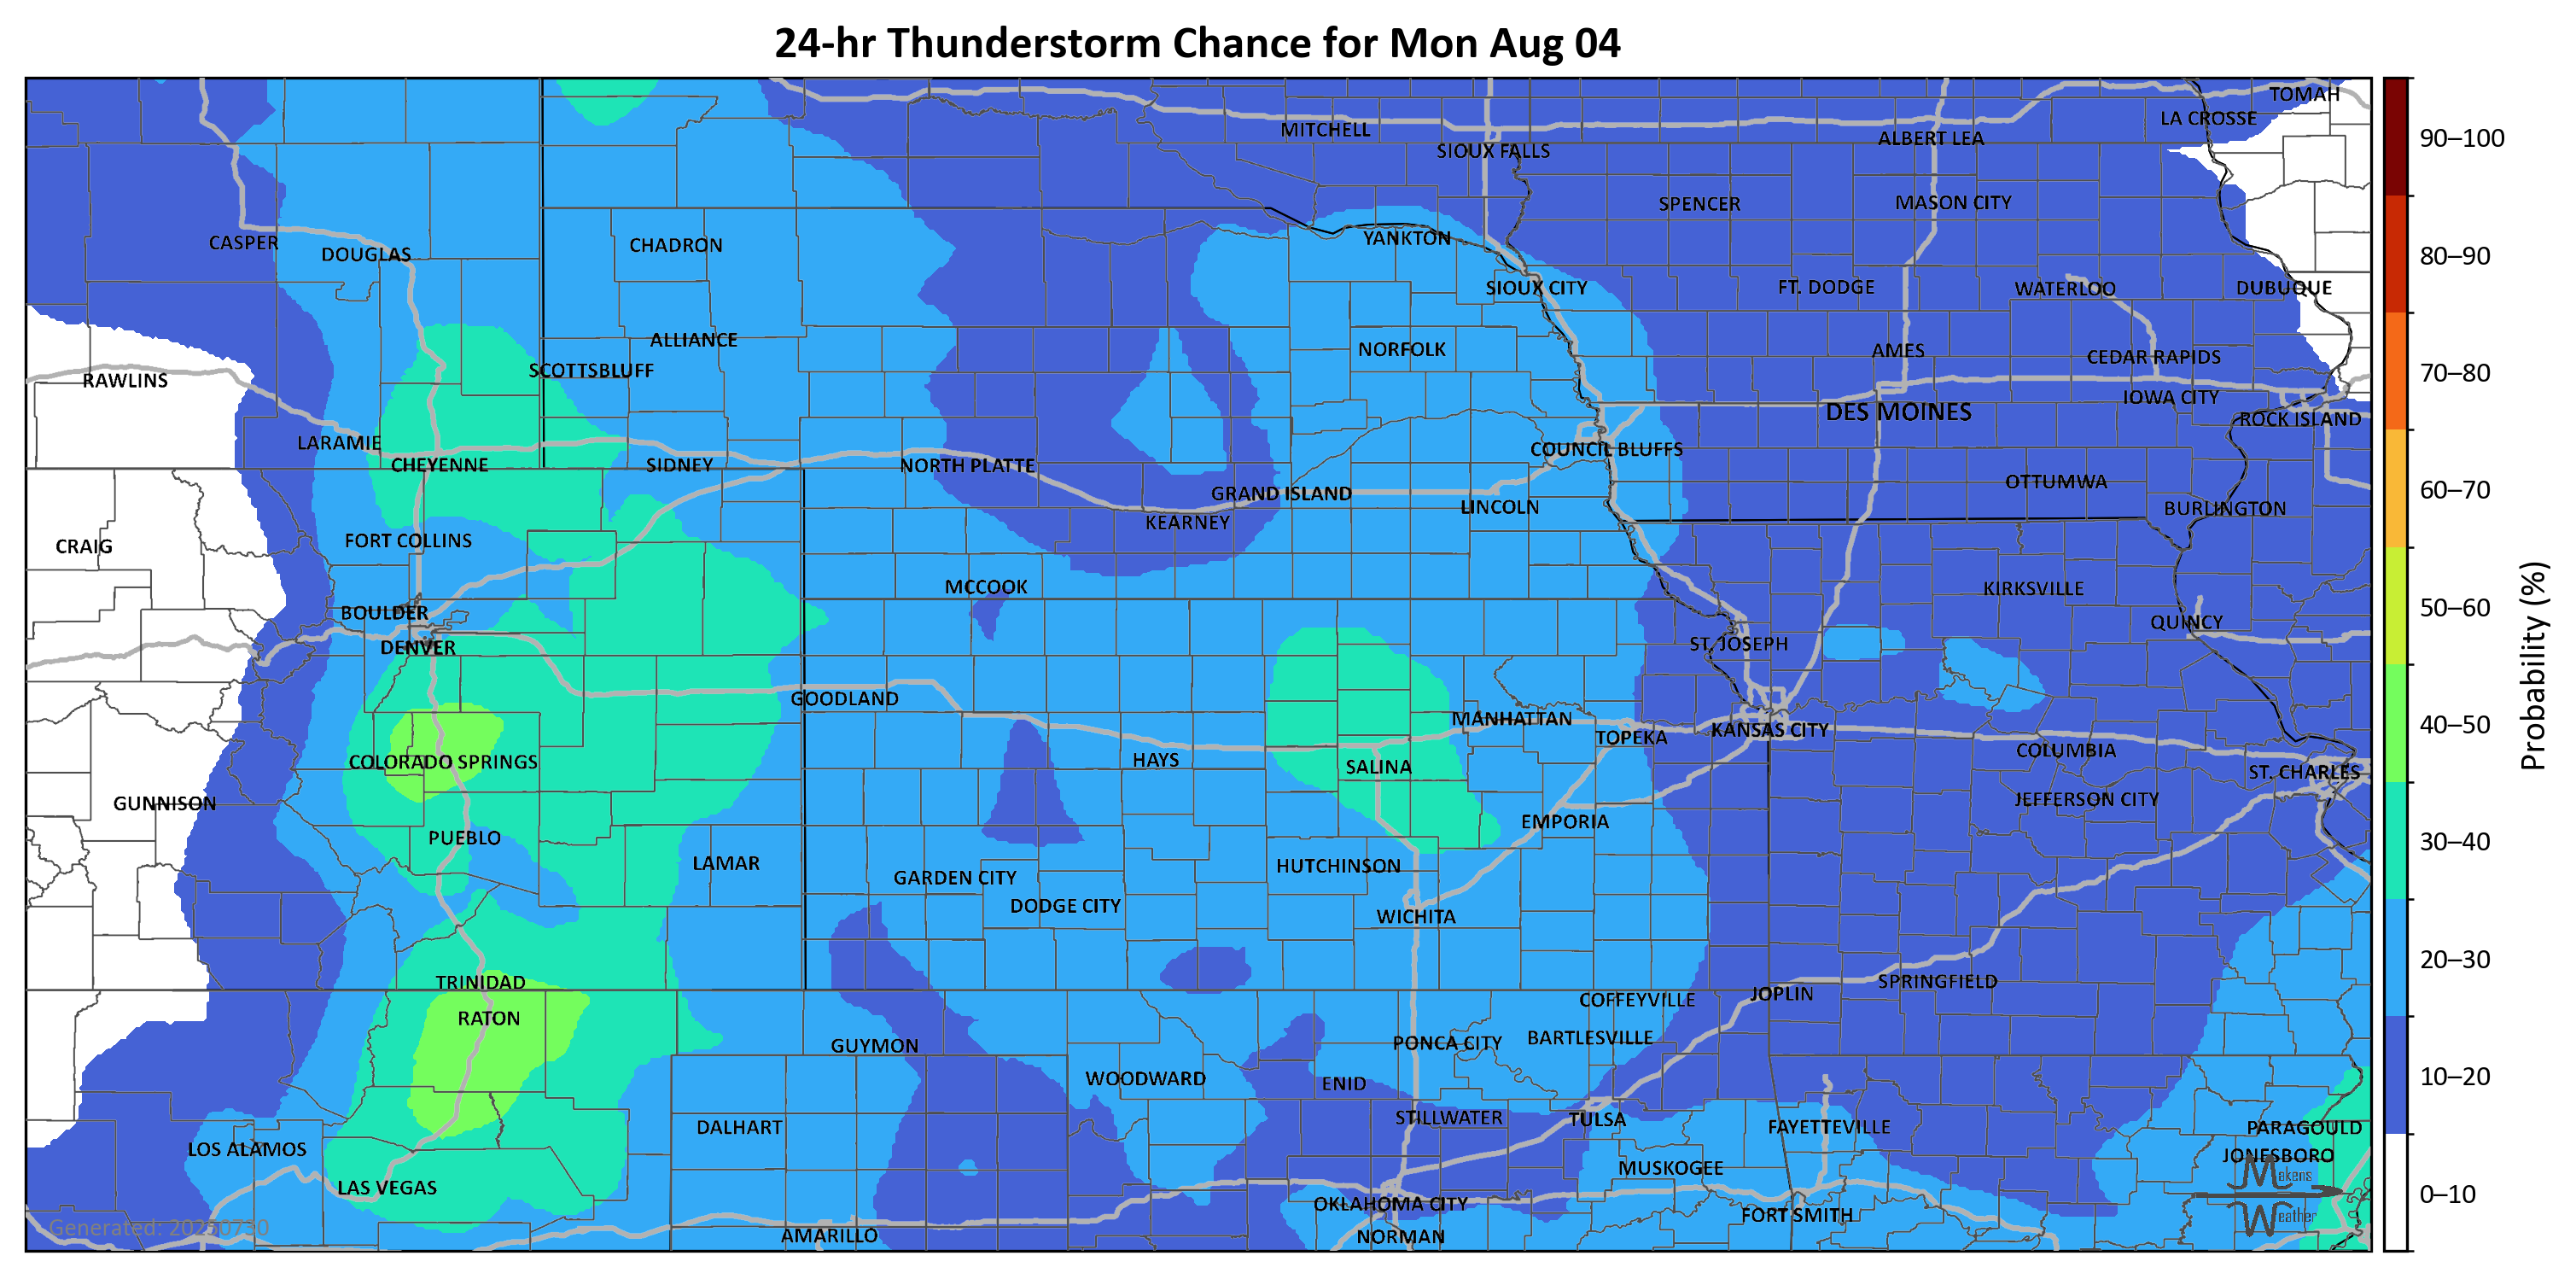 24-hr Thunderstorm Chance for Mon Aug 04
TOMAH
LA CROSSE
MITCHELL
ALBERT LEA
SIOUX FALLS
SPENCER
MASON CITY
CASPER
DOUGLAS
CHADRON
YANKTON
SIOUX CITY
FT. DODGE
WATERLOO
DUBUQUE
ALLIANCE
NORFOLK
AMES
CEDAR RAPIDS
RAWLINS
SCOTTSBLUFF
IOWA CITY
DES MOINES
ROCK ISLAND
LARAMIE
COUNCIL BLUFFS
CHEYENNE
SIDNEY
NORTH PLATTE
OTTUMWA
GRAND ISLAND
LINCOLN
BURLINGTON
KEARNEY
CRAIG
FORT COLLINS
MCCOOK
KIRKSVILLE
BOULDER
QUINCY
DENVER
ST. JOSEPH
GOODLAND
MANHATTAN
TOPEKA
KANSAS CITY
COLUMBIA
COLORADO SPRINGS
HAYS
SALINA
ST. CHARLES
GUNNISON
JEFFERSON CITY
PUEBLO
EMPORIA
LAMAR
HUTCHINSON
GARDEN CITY
DODGE CITY
WICHITA
TRINIDAD
SPRINGFIELD
JOPLIN
COFFEYVILLE
RATON
BARTLESVILLE
GUYMON
PONCA CITY
WOODWARD
ENID
STILLWATER
TULSA
DALHART
FAYETTEVILLE
PARAGOULD
LOS ALAMOS
JONESBORO
MUSKOGEE
LAS VEGAS
OKLAHOMA CITY
FORT SMITH
AMARILLO
NORMAN
Makens
Weather
Generated: 20250730
90–100
80–90
70–80
60–70
50–60
40–50
30–40
20–30
10–20
0–10
Probability (%)